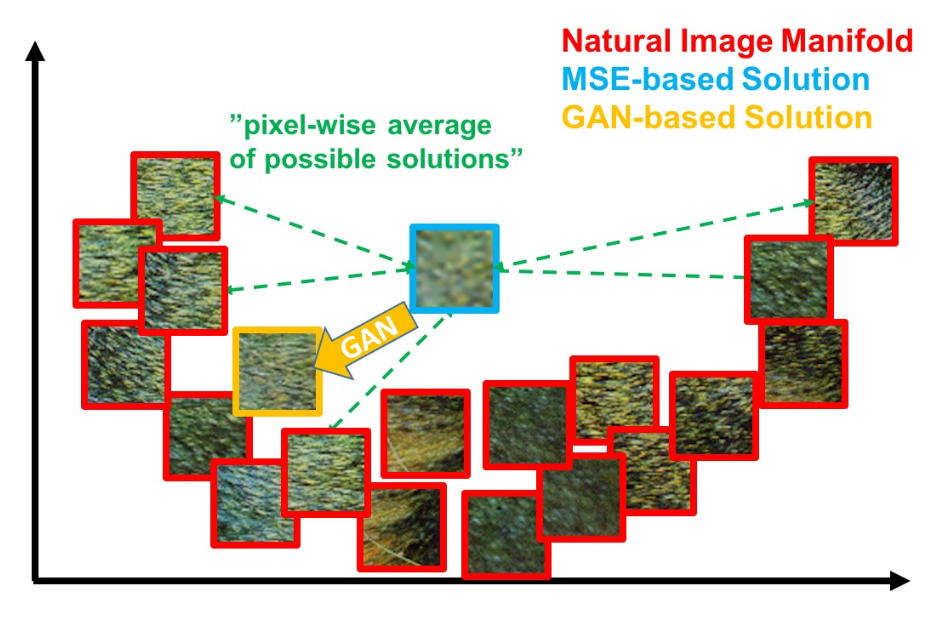 Natural Image Manifold
MSE-based Solution
GAN-based Solution
”pixel-wise average
of possible solutions”
GAN